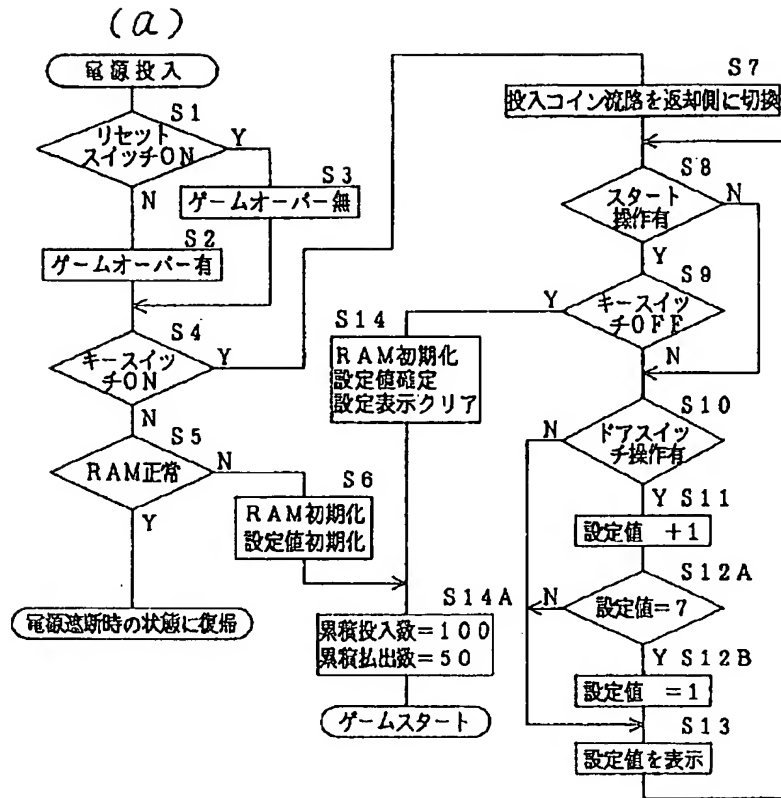 (a)
電源投入
S1
リセット
スイッチON
Y
N
S3
ゲームオーバー無
S2
ゲームオーバー有
S4
キースイッ
チON
Y
N
S5
RAM正常
N
Y
S6
RAM初期化
設定値初期化
電源遮断時の状態に復帰
S14
RAM初期化
設定値確定
設定表示クリア
S14A
累積投入数=100
累積払出数=50
ゲームスタート
S7
投入コイン流路を返却側に切換
S8
スタート
操作有
N
Y
S9
キースイッ
チOFF
Y
N
S10
ドアスイッ
チ操作有
N
Y S11
設定値 +1
S12A
設定値=7
N
Y S12B
設定値 =1
S13
設定値を表示